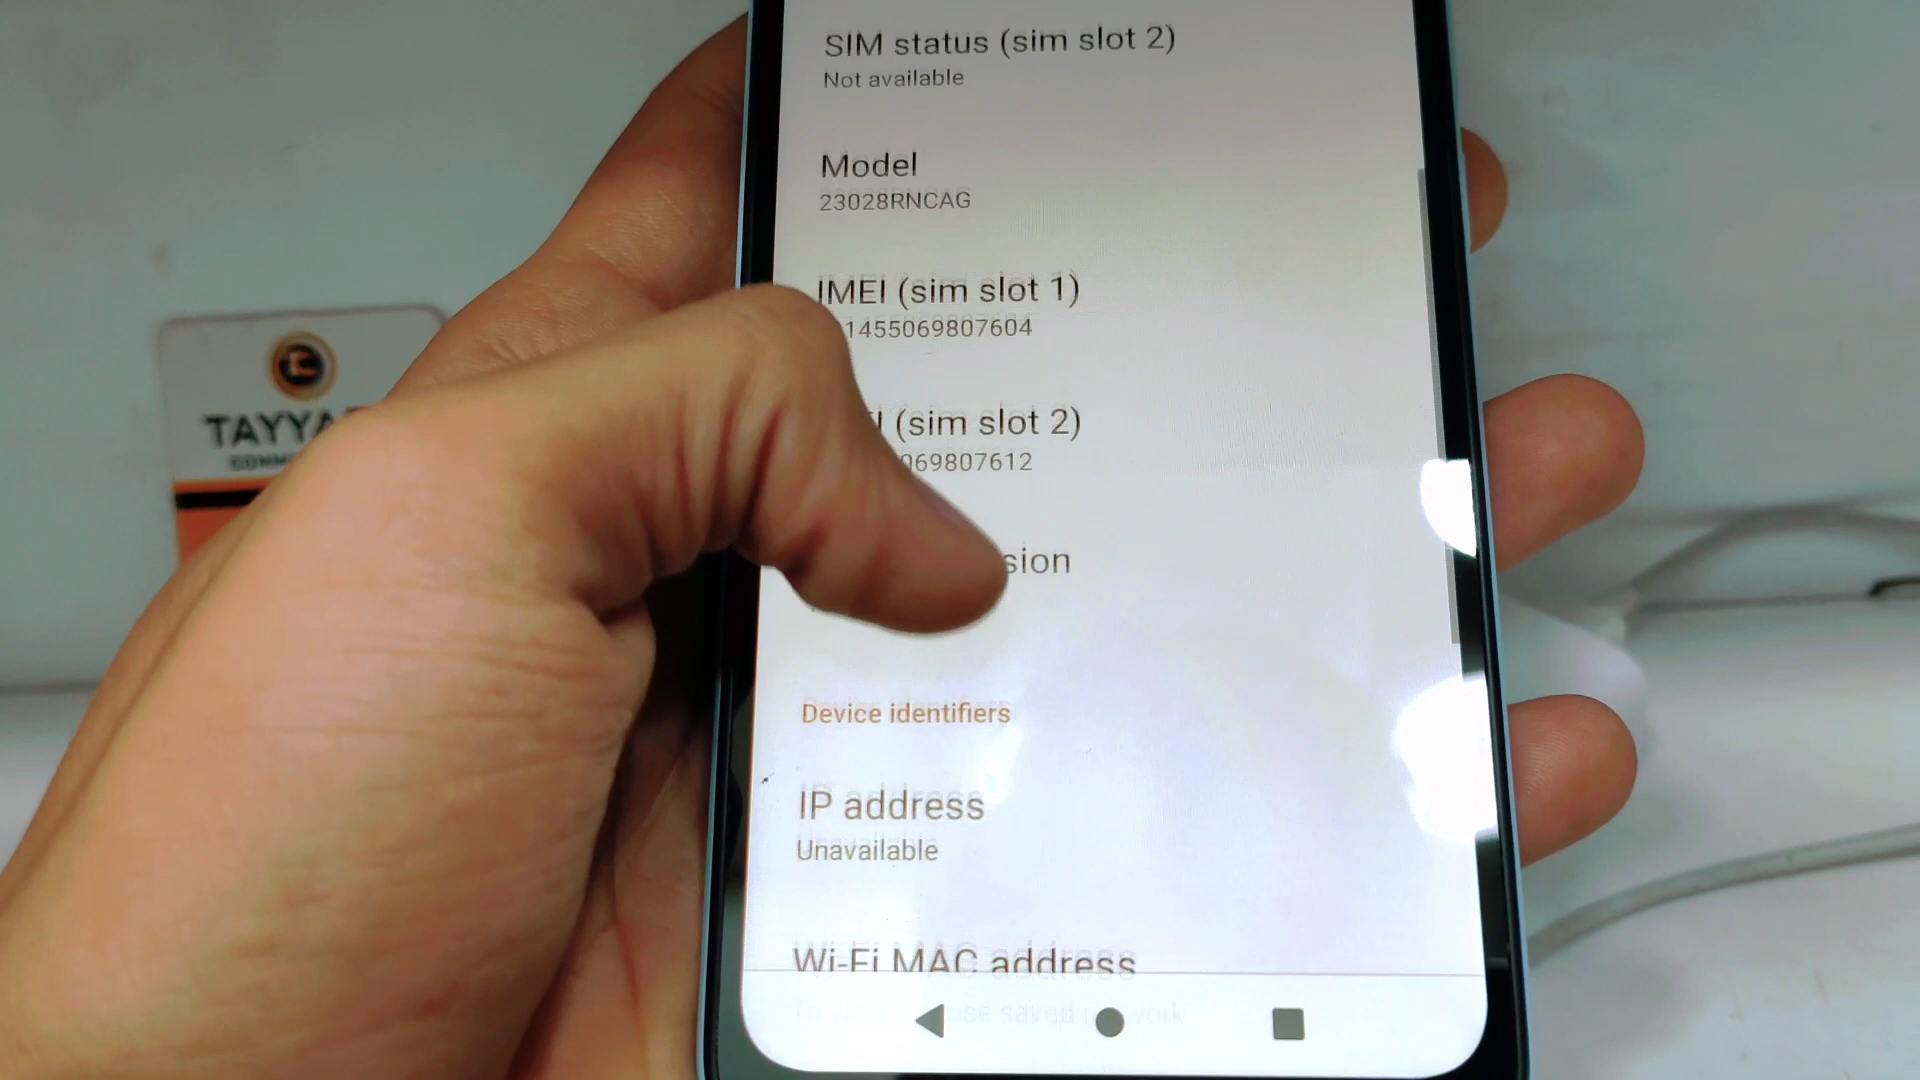 SIM status (sim slot 2)
Not available
Model
23028RNCAG
IMEI (sim slot 1)
1455069807604
(sim slot 2)
069807612
sion
Device identifiers
IP address
Unavailable
Wi-Fi MAC address
saved